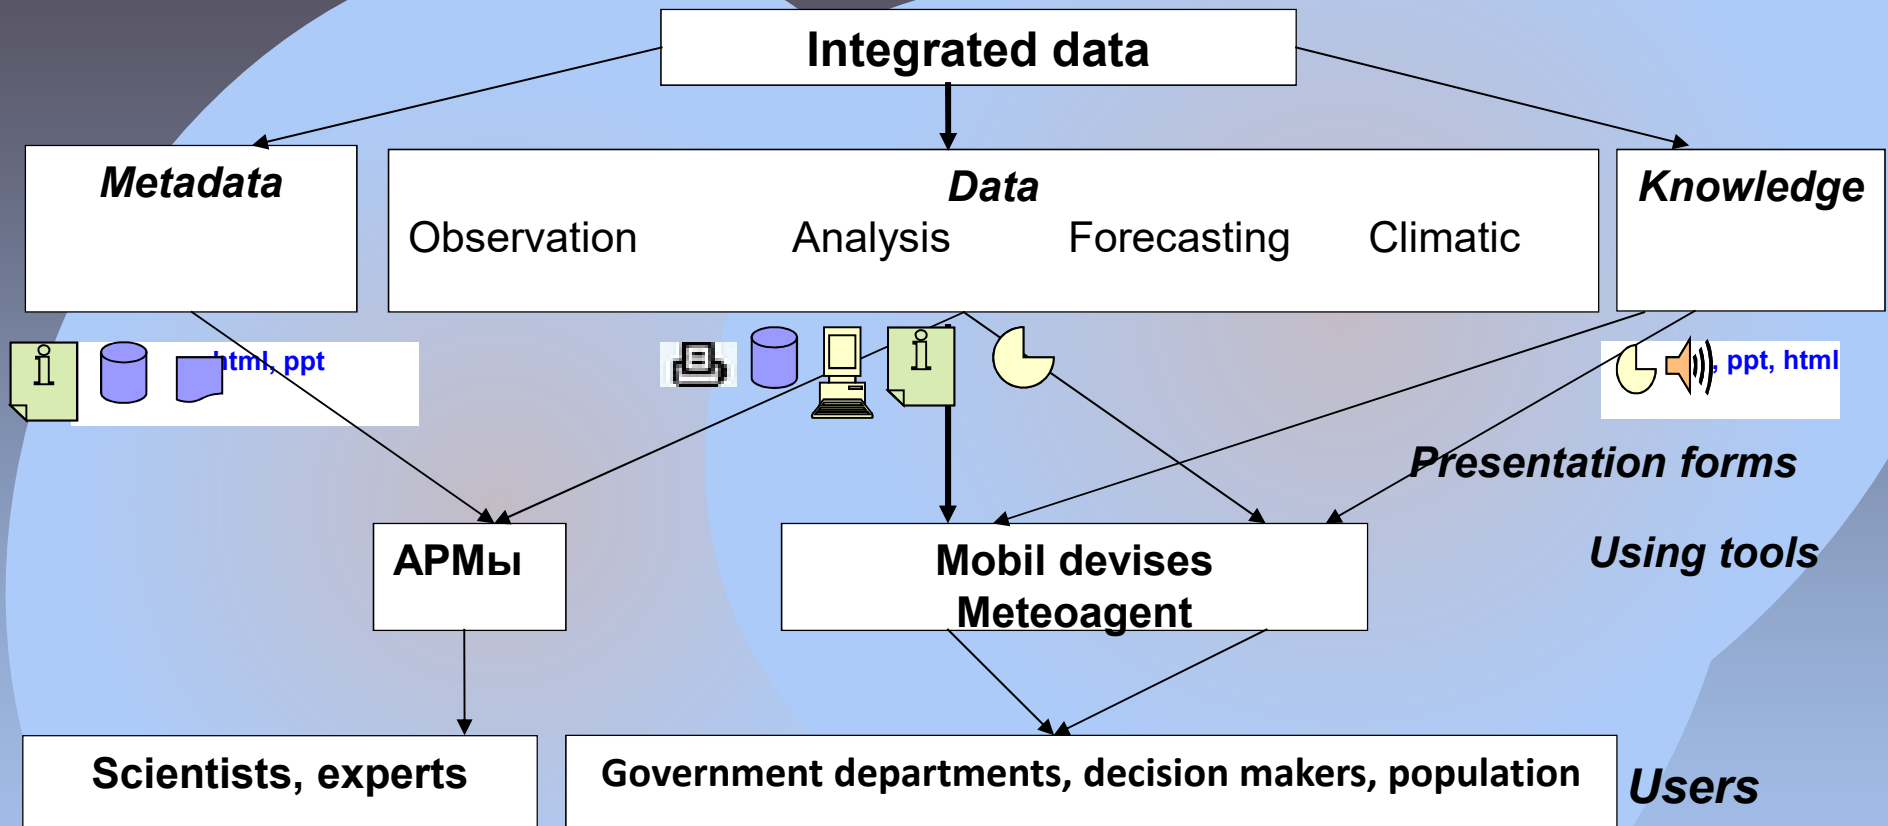 Integrated data
Metadata
Data
Knowledge
Observation Analysis Forecasting Climatic
i
html, ppt
i
, ppt, html
Presentation forms
Using tools
АРМы
Mobil devises
Meteoagent
Scientists, experts
Government departments, decision makers, population
Users